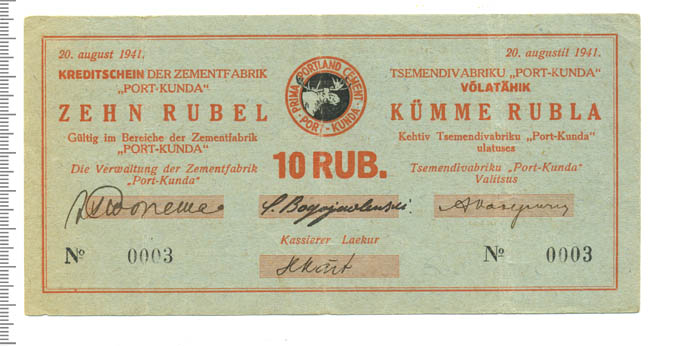 20. august 1941.
KREDITSCHEIN DER ZEMENTFABRIK
„PORT-KUNDA"
ZEHN RUBEL
Gültig im Bereiche der Zementfabrik
"PORT-KUNDA"
Die Verwaltung der Zementfabrik
„Port-Kunda"
PRIMA PORTLAND CEMENT
PORT-KUNDA
10 RUB.
20. augustil 1941.
TSEMENDIVABRIKU „PORT-KUNDA"
VÕLATÄHIK
KÜMME RUBLA
Kehtiv Tsemendivabriku „Port-Kunda"
ulatuses
Tsemendivabriku „Port-Kunda"
Valitsus
S. Bogojavlenski.
Kassierer Laekur
№ 0003
№ 0003